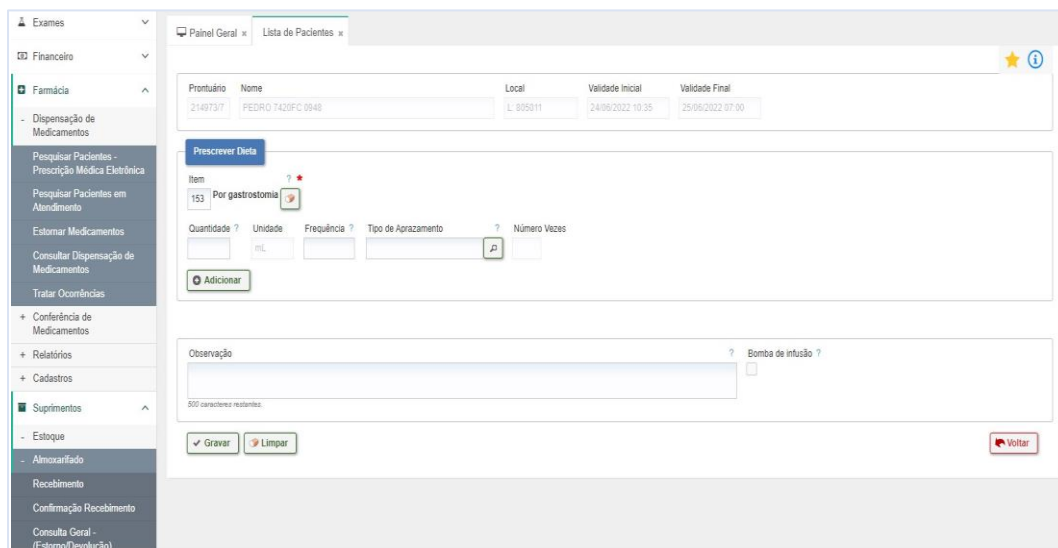 Exames
Financeiro
Farmácia
- Dispensação de
Medicamentos
Pesquisar Pacientes -
Prescrição Médica Eletrônica
Pesquisar Pacientes em
Atendimento
Estornar Medicamentos
Consultar Dispensação de
Medicamentos
Tratar Ocorrências
+ Conferência de
Medicamentos
+ Relatórios
+ Cadastros
Suprimentos
- Estoque
- Almoxarifado
Recebimento
Confirmação Recebimento
Consulta Geral -
(Estorno/Devolução)
Painel Geral x Lista de Pacientes x
Prontuário Nome Local Validade Inicial Validade Final
214973/7 PEDRO 7420FC 0948 L: 805011 24/06/2022 10:35 25/06/2022 07:00
Prescrever Dieta
Item ? ★
153 Por gastrostomia
Quantidade ? Unidade Frequência ? Tipo de Aprazamento ? Número Vezes
mL
Adicionar
Observação ? Bomba de infusão ?
500 caracteres restantes.
Gravar Limpar Voltar